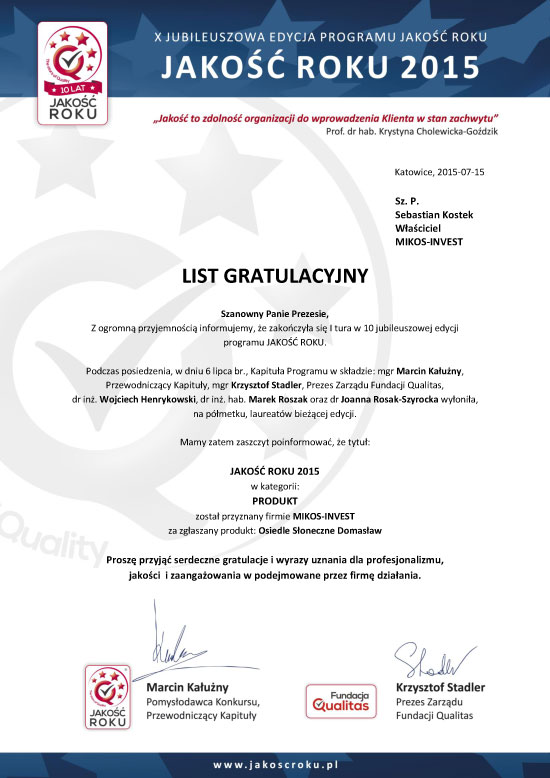 X JUBILEUSZOWA EDYCJA PROGRAMU JAKOŚĆ ROKU
JAKOŚĆ ROKU 2015
10 LAT
JAKOŚĆ
ROKU
„Jakość to zdolność organizacji do wprowadzenia Klienta w stan zachwytu”
Prof. dr hab. Krystyna Cholewicka-Goździk
Katowice, 2015-07-15
Sz. P.
Sebastian Kostek
Właściciel
MIKOS-INVEST
LIST GRATULACYJNY
Szanowny Panie Prezesie,
Z ogromną przyjemnością informujemy, że zakończyła się I tura w 10 jubileuszowej edycji
programu JAKOŚĆ ROKU.
Podczas posiedzenia, w dniu 6 lipca br., Kapituła Programu w składzie: mgr Marcin Kałużny,
Przewodniczący Kapituły, mgr Krzysztof Stadler, Prezes Zarządu Fundacji Qualitas,
dr inż. Wojciech Henrykowski, dr inż. hab. Marek Roszak oraz dr Joanna Rosak-Szyrocka wyłoniła,
na półmetku, laureatów bieżącej edycji.
Mamy zatem zaszczyt poinformować, że tytuł:
JAKOŚĆ ROKU 2015
w kategorii:
PRODUKT
został przyznany firmie MIKOS-INVEST
za zgłaszany produkt: Osiedle Słoneczne Domasław
Quality
Proszę przyjąć serdeczne gratulacje i wyrazy uznania dla profesjonalizmu,
jakości i zaangażowania w podejmowane przez firmę działania.
JAKOŚĆ
ROKU
Marcin Kałużny
Pomysłodawca Konkursu,
Przewodniczący Kapituły
Fundacja
Qualitas
Krzysztof Stadler
Prezes Zarządu
Fundacji Qualitas
www.jakoscroku.pl